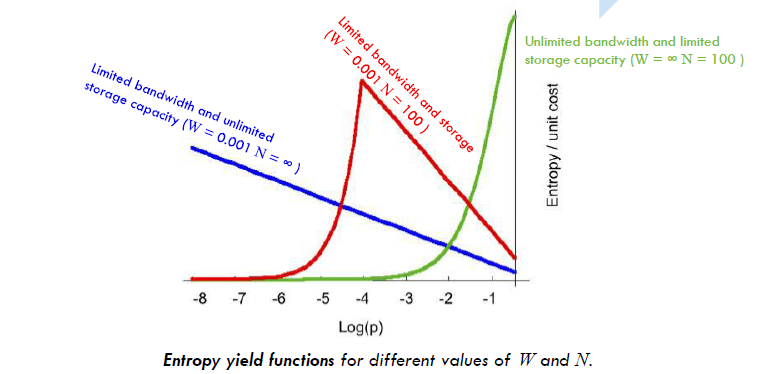 Limited bandwidth and storage
(W = 0.001 N = 100 )
Unlimited bandwidth and limited
storage capacity (W = ∞ N = 100 )
Limited bandwidth and unlimited
storage capacity (W = 0.001 N = ∞ )
Entropy / unit cost
-8 -7 -6 -5 -4 -3 -2 -1
Log(p)
Entropy yield functions for different values of W and N.